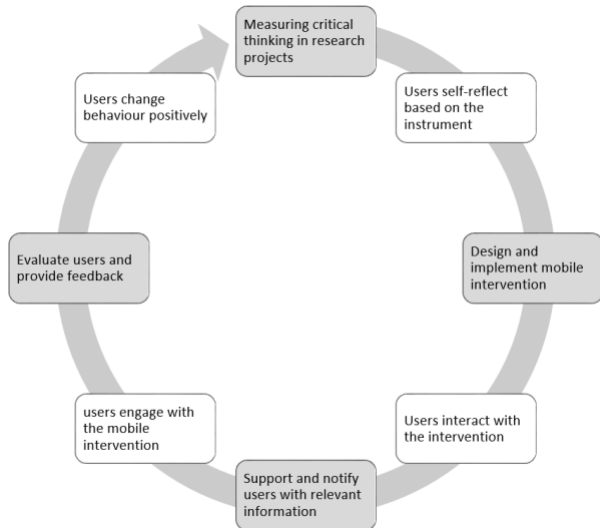 Measuring critical
thinking in research
projects
Users self-reflect
based on the
instrument
Design and
implement mobile
intervention
Users interact with
the intervention
Support and notify
users with relevant
information
users engage with
the mobile
intervention
Evaluate users and
provide feedback
Users change
behaviour positively